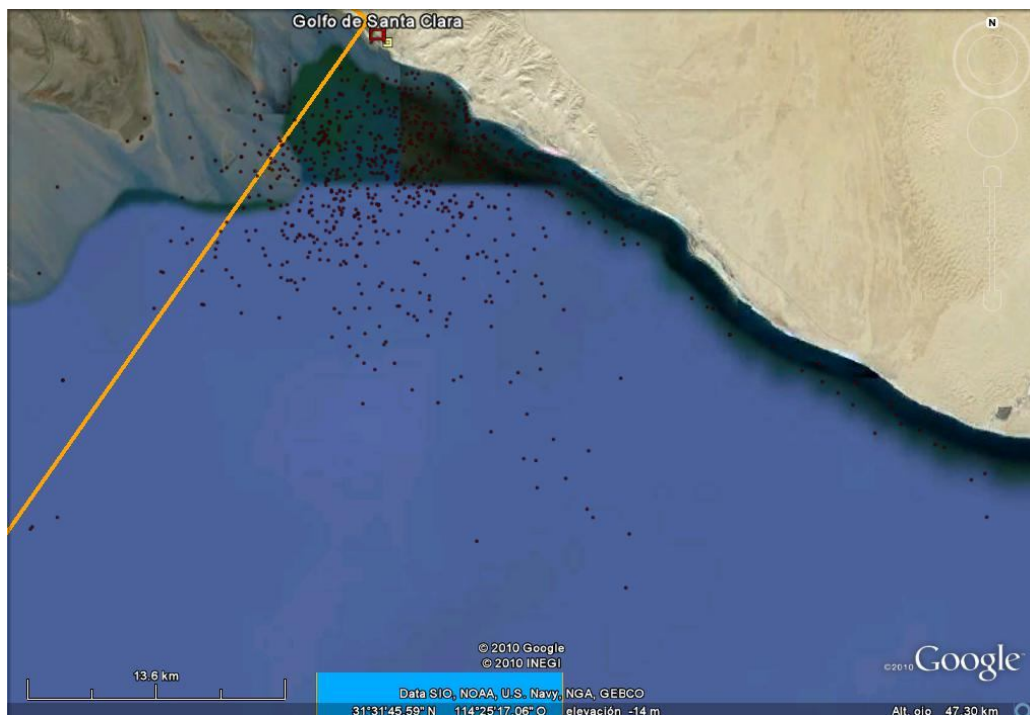 Golfo de Santa Clara
N
© 2010 Google
© 2010 INEGI
©2010 Google
13.6 km
Data SIO, NOAA, U.S. Navy, NGA, GEBCO
31°31'45.59" N 114°25'17.06" O elevación -14 m Alt. ojo 47.30 km